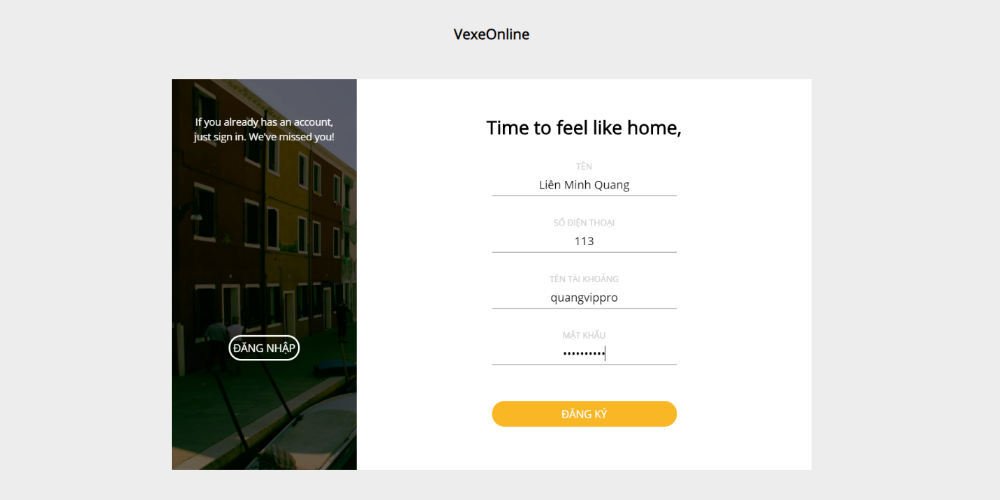 VexeOnline
If you already has an account,
just sign in. We've missed you!
ĐĂNG NHẬP
Time to feel like home,
TÊN
Liên Minh Quang
SỐ ĐIỆN THOẠI
113
TÊN TÀI KHOẢNG
quangvippro
MẬT KHẨU
••••••••••
ĐĂNG KÝ